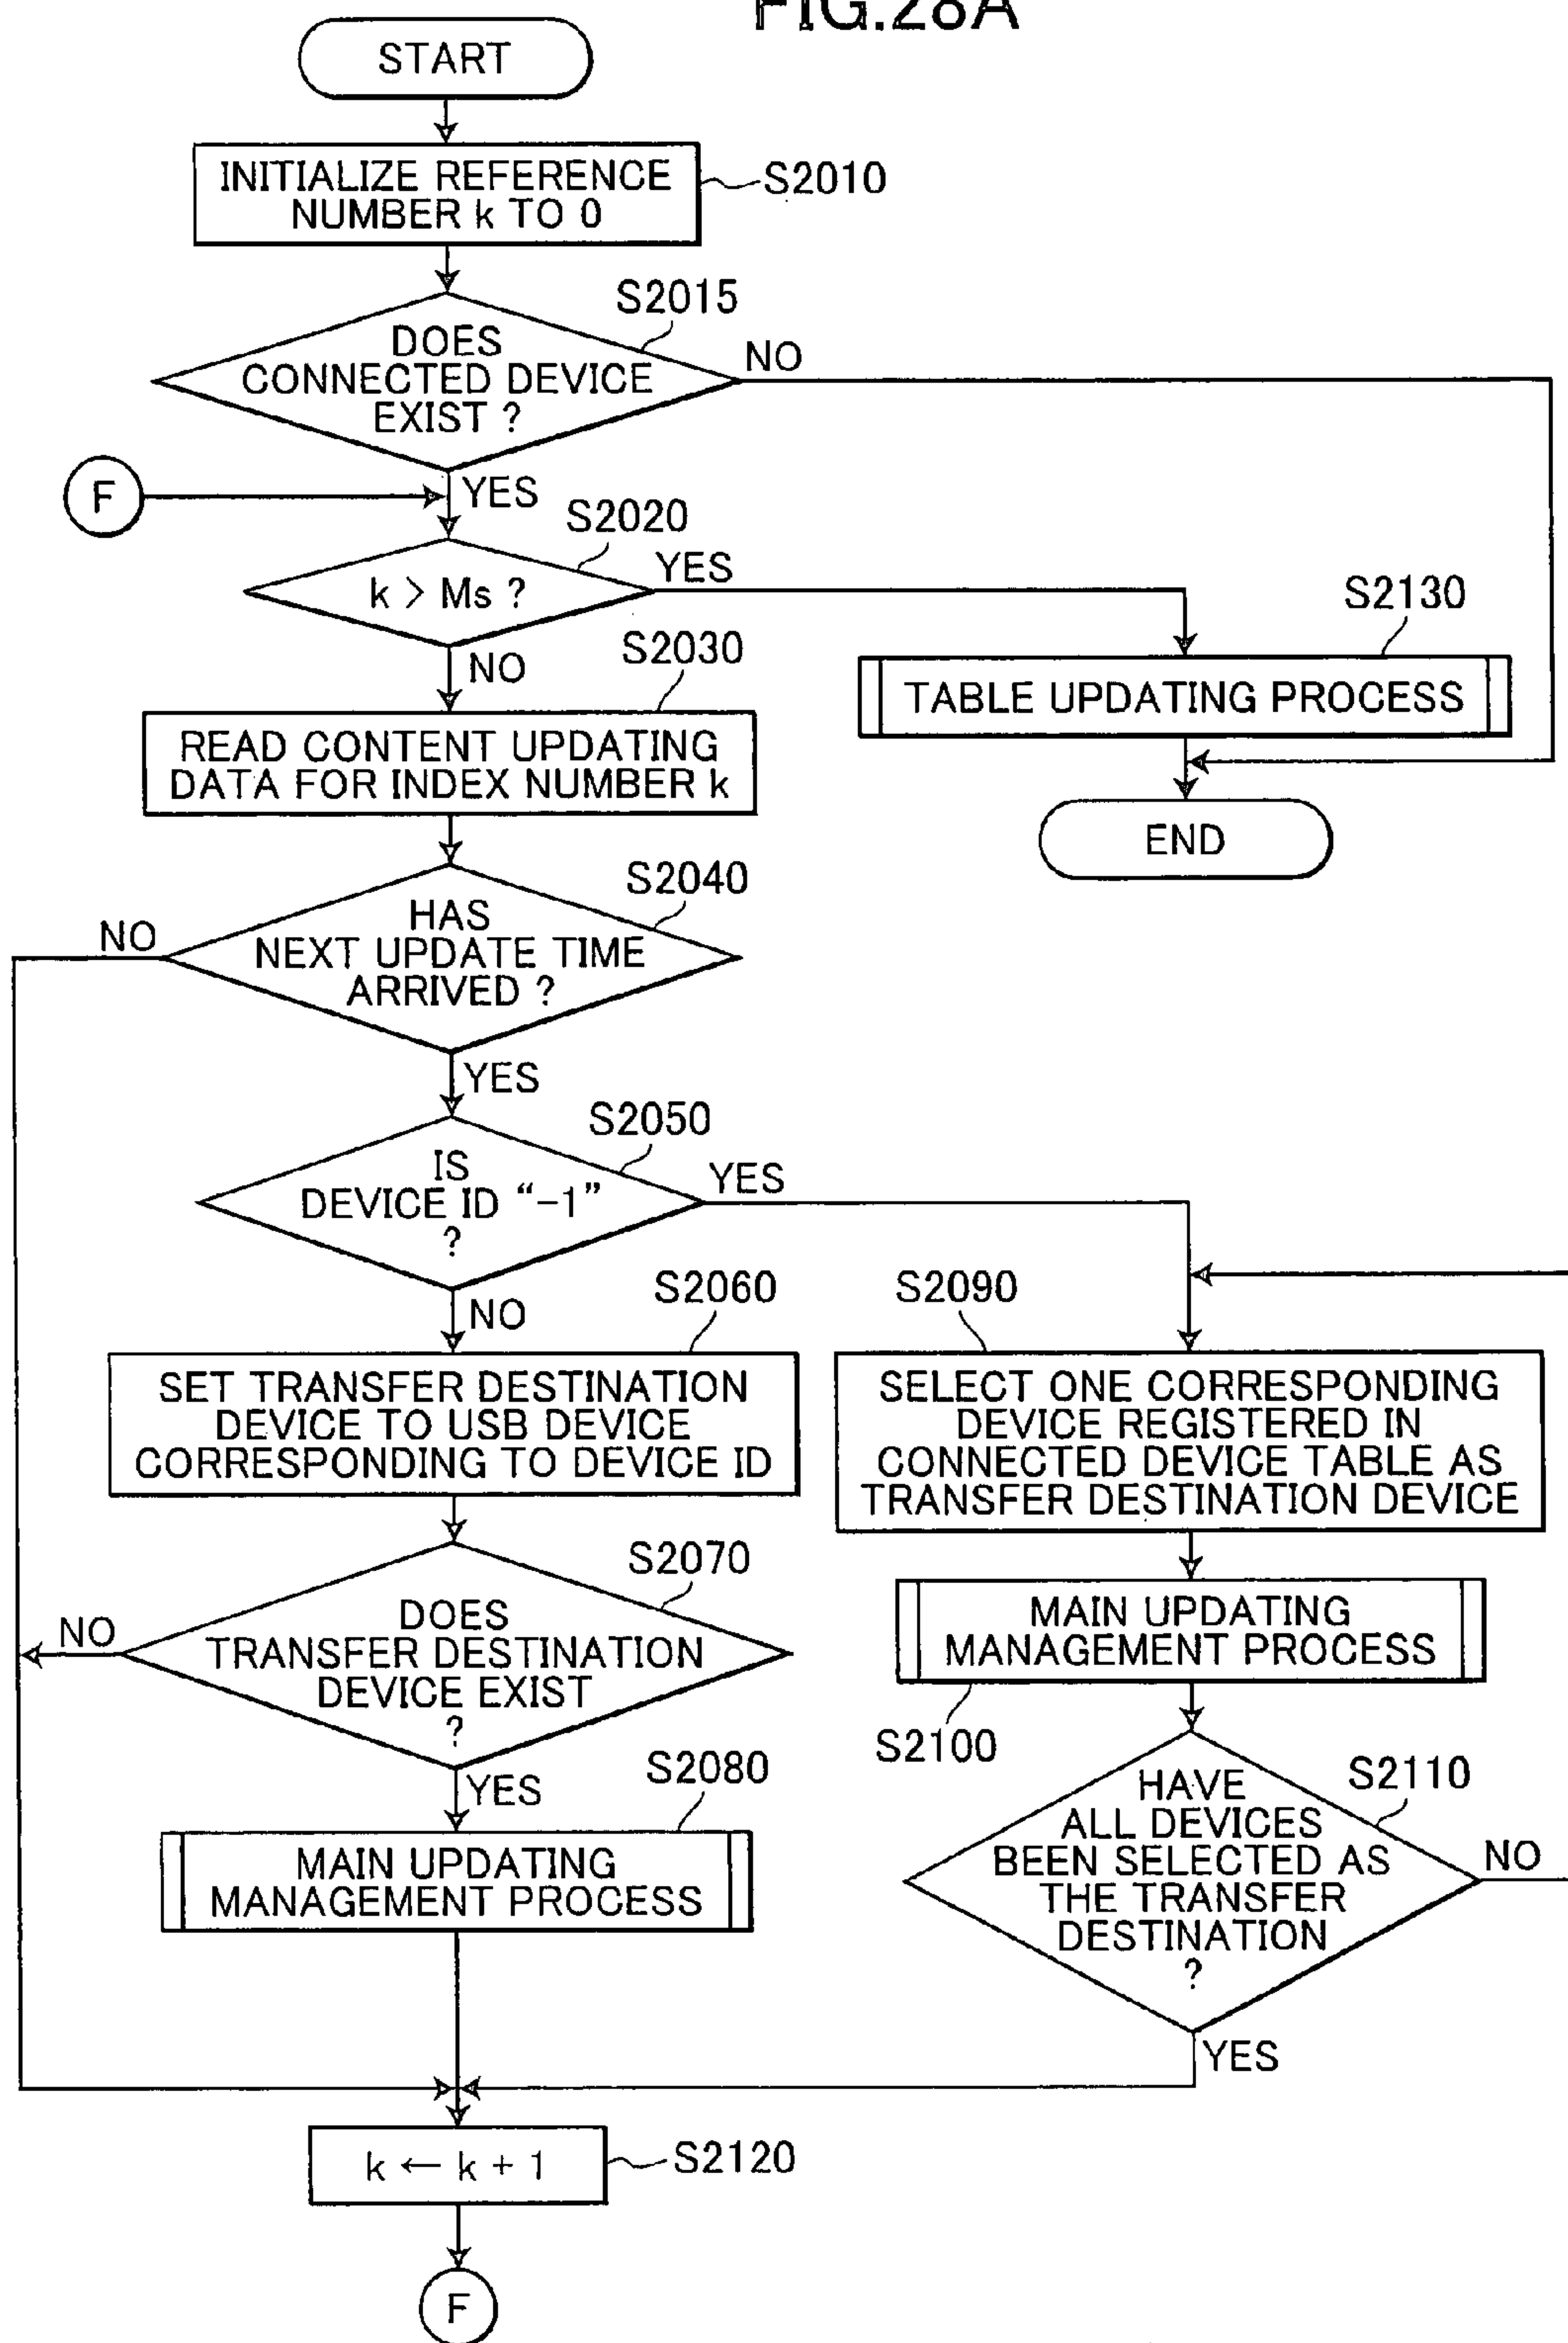 FIG.28A
START
INITIALIZE REFERENCE
NUMBER k TO 0
S2010
S2015
DOES
CONNECTED DEVICE
EXIST ?
NO
F
YES
S2020
k > Ms ?
YES
S2130
NO
S2030
TABLE UPDATING PROCESS
READ CONTENT UPDATING
DATA FOR INDEX NUMBER k
END
S2040
HAS
NEXT UPDATE TIME
ARRIVED ?
NO
YES
S2050
IS
DEVICE ID “-1”
?
YES
NO
S2060
SET TRANSFER DESTINATION
DEVICE TO USB DEVICE
CORRESPONDING TO DEVICE ID
S2090
SELECT ONE CORRESPONDING
DEVICE REGISTERED IN
CONNECTED DEVICE TABLE AS
TRANSFER DESTINATION DEVICE
S2070
DOES
TRANSFER DESTINATION
DEVICE EXIST
?
NO
YES
MAIN UPDATING
MANAGEMENT PROCESS
S2100
S2080
MAIN UPDATING
MANAGEMENT PROCESS
S2110
HAVE
ALL DEVICES
BEEN SELECTED AS
THE TRANSFER
DESTINATION
?
NO
YES
k ← k + 1
S2120
F